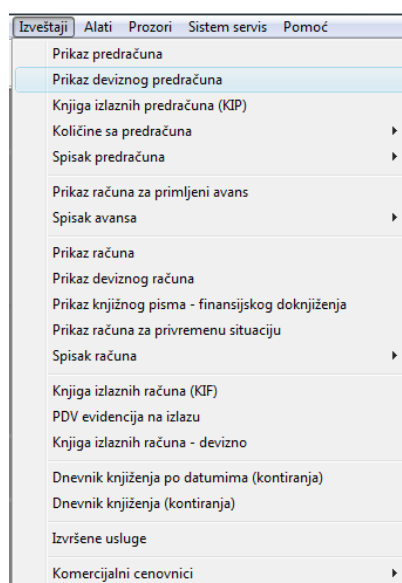 Izveštaji Alati Prozori Sistem servis Pomoć
Prikaz predračuna
Prikaz deviznog predračuna
Knjiga izlaznih predračuna (KIP)
Količine sa predračuna
Spisak predračuna
Prikaz računa za primljeni avans
Spisak avansa
Prikaz računa
Prikaz deviznog računa
Prikaz knjižnog pisma - finansijskog doknjiženja
Prikaz računa za privremenu situaciju
Spisak računa
Knjiga izlaznih računa (KIF)
PDV evidencija na izlazu
Knjiga izlaznih računa - devizno
Dnevnik knjiženja po datumima (kontiranja)
Dnevnik knjiženja (kontiranja)
Izvršene usluge
Komercijalni cenovnici